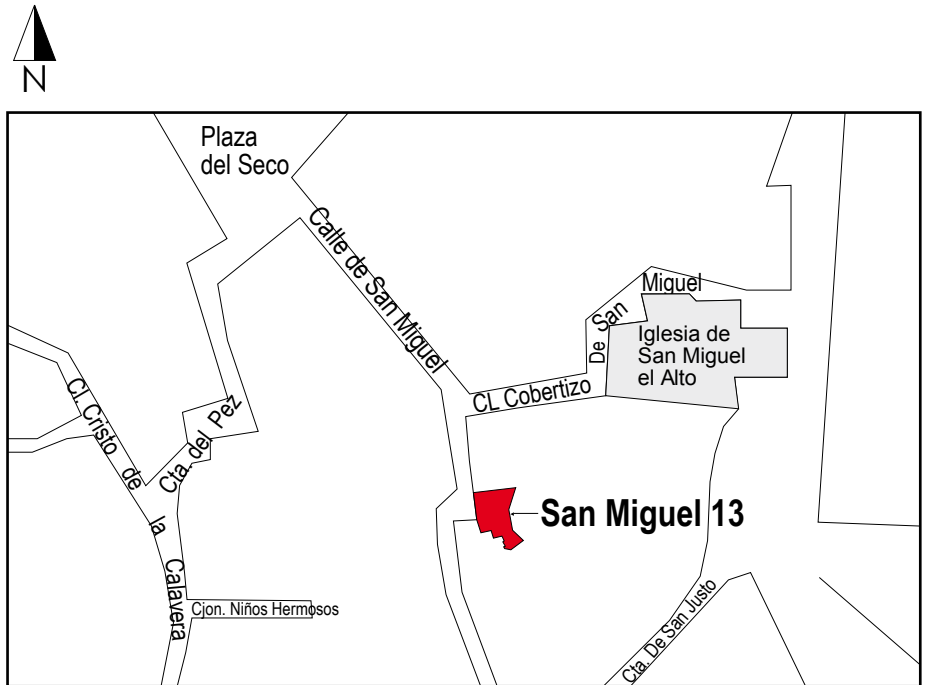 N
Plaza
del Seco
Calle de San Miguel
Miguel
De San
Iglesia de
San Miguel
el Alto
CL Cobertizo
Cl. Cristo de la Calavera
Cta. del Pez
San Miguel 13
Cjon. Niños Hermosos
Cta. De San Justo